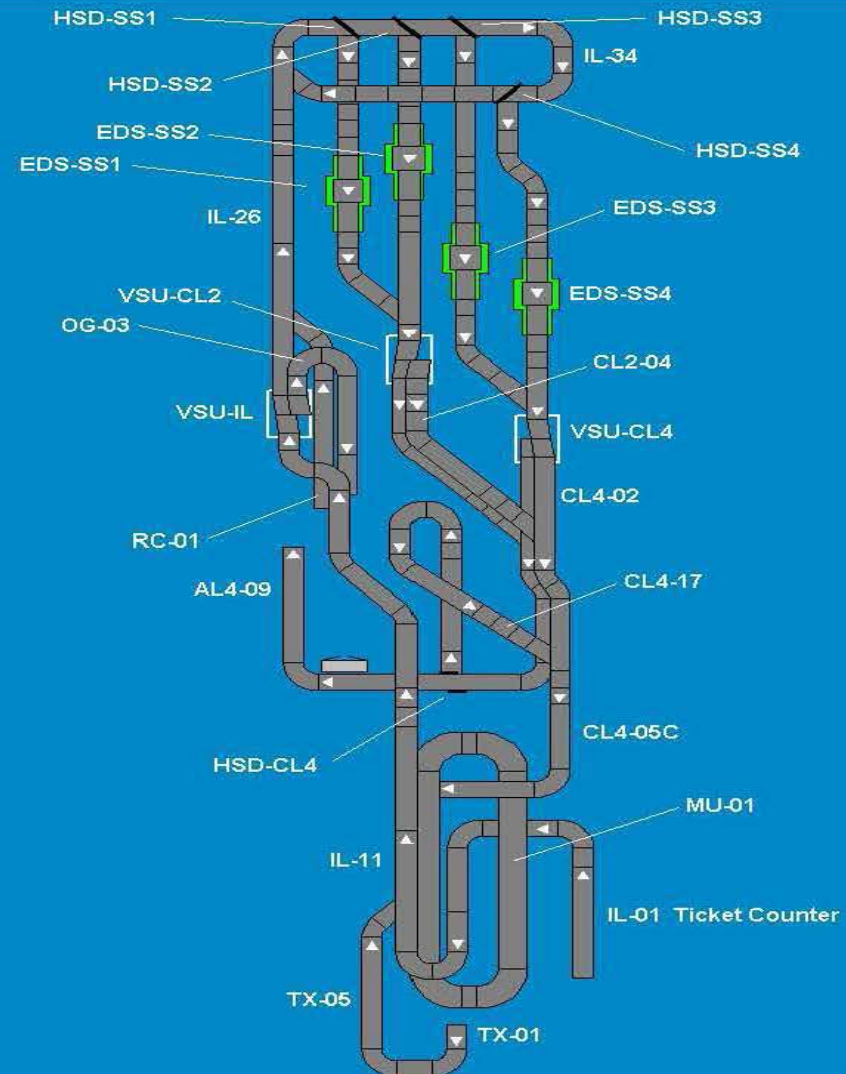 HSD-SS1
HSD-SS3
IL-34
HSD-SS2
EDS-SS2
HSD-SS4
EDS-SS1
EDS-SS3
IL-26
EDS-SS4
VSU-CL2
OG-03
CL2-04
VSU-IL
VSU-CL4
CL4-02
RC-01
CL4-17
AL4-09
CL4-05C
HSD-CL4
MU-01
IL-11
IL-01 Ticket Counter
TX-05
TX-01